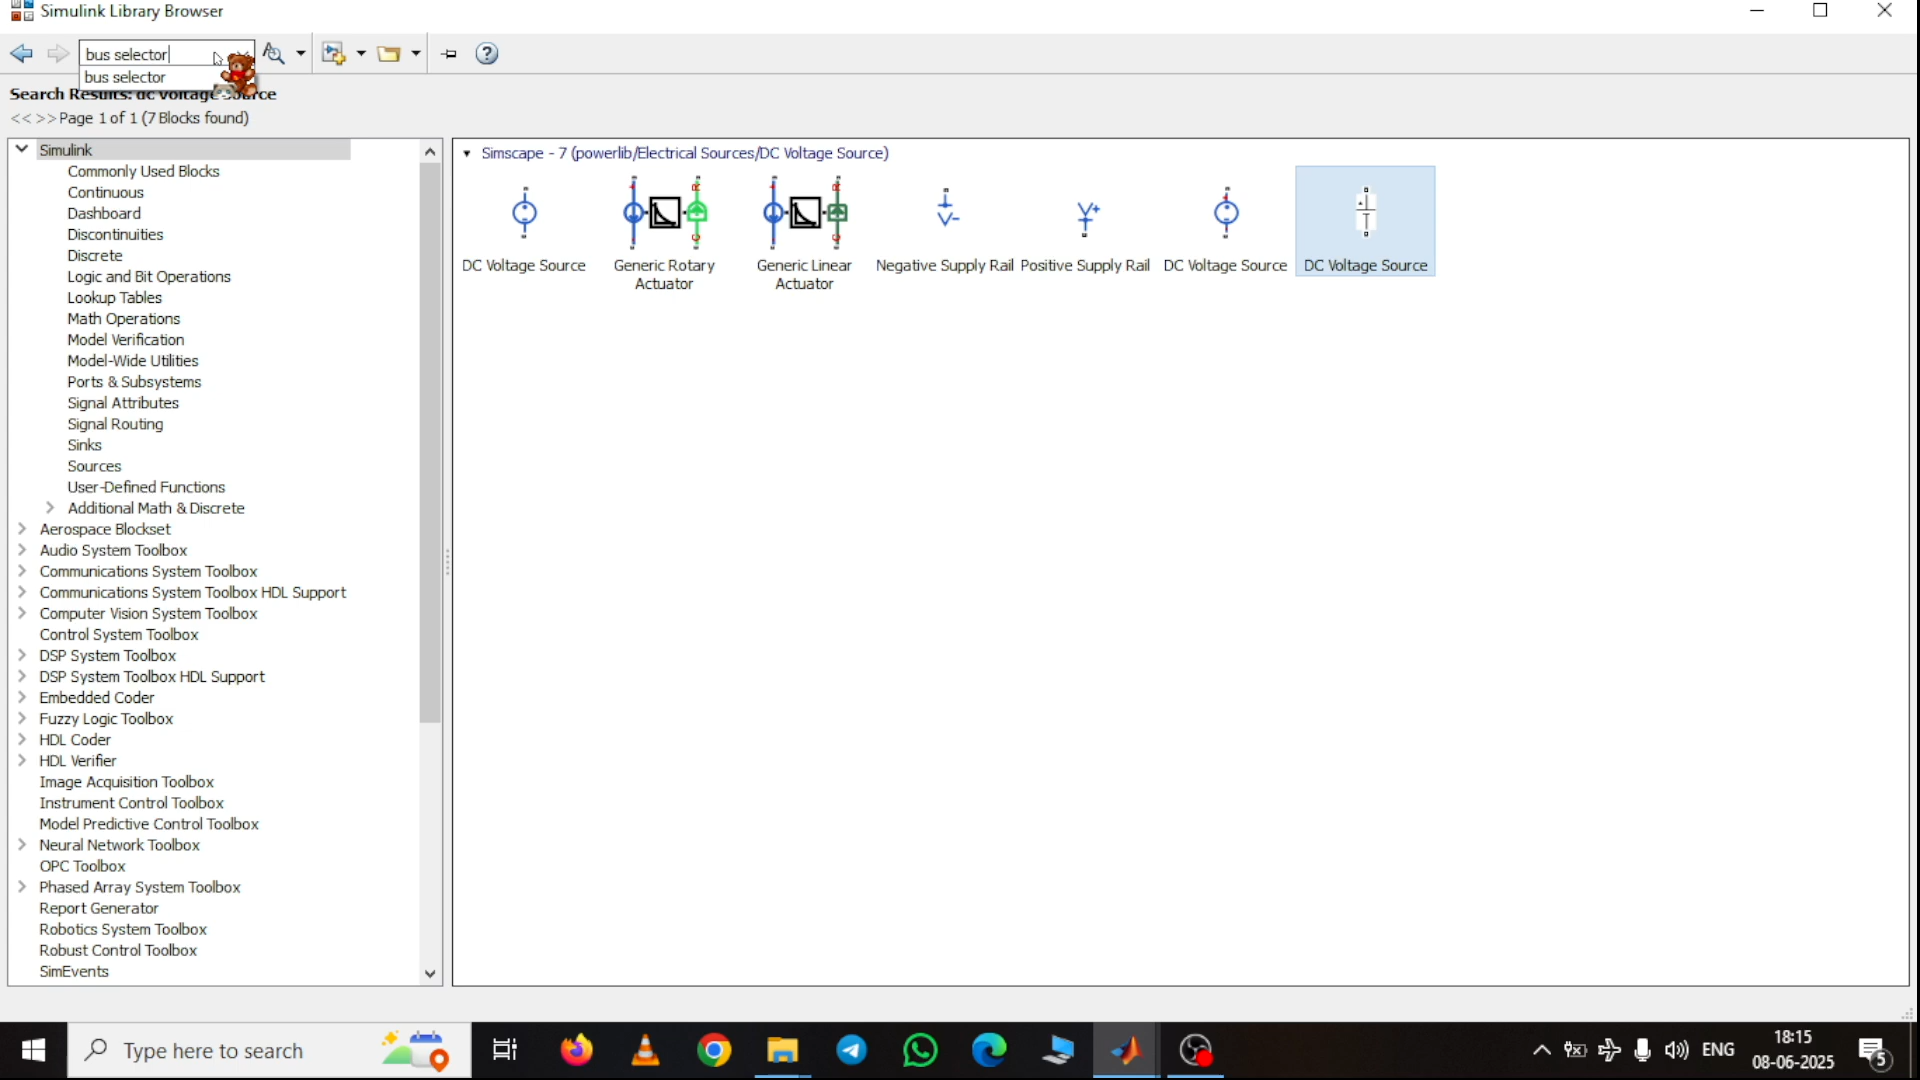 Simulink Library Browser
bus selector
bus selector
Search Results: dc voltage source
<< >> Page 1 of 1 (7 Blocks found)
Simulink
Commonly Used Blocks
Continuous
Dashboard
Discontinuities
Discrete
Logic and Bit Operations
Lookup Tables
Math Operations
Model Verification
Model-Wide Utilities
Ports & Subsystems
Signal Attributes
Signal Routing
Sinks
Sources
User-Defined Functions
Additional Math & Discrete
Aerospace Blockset
Audio System Toolbox
Communications System Toolbox
Communications System Toolbox HDL Support
Computer Vision System Toolbox
Control System Toolbox
DSP System Toolbox
DSP System Toolbox HDL Support
Embedded Coder
Fuzzy Logic Toolbox
HDL Coder
HDL Verifier
Image Acquisition Toolbox
Instrument Control Toolbox
Model Predictive Control Toolbox
Neural Network Toolbox
OPC Toolbox
Phased Array System Toolbox
Report Generator
Robotics System Toolbox
Robust Control Toolbox
SimEvents
Simscape - 7 (powerlib/Electrical Sources/DC Voltage Source)
DC Voltage Source
Generic Rotary
Actuator
Generic Linear
Actuator
Negative Supply Rail
Positive Supply Rail
DC Voltage Source
DC Voltage Source
Type here to search
ENG
18:15
08-06-2025
5